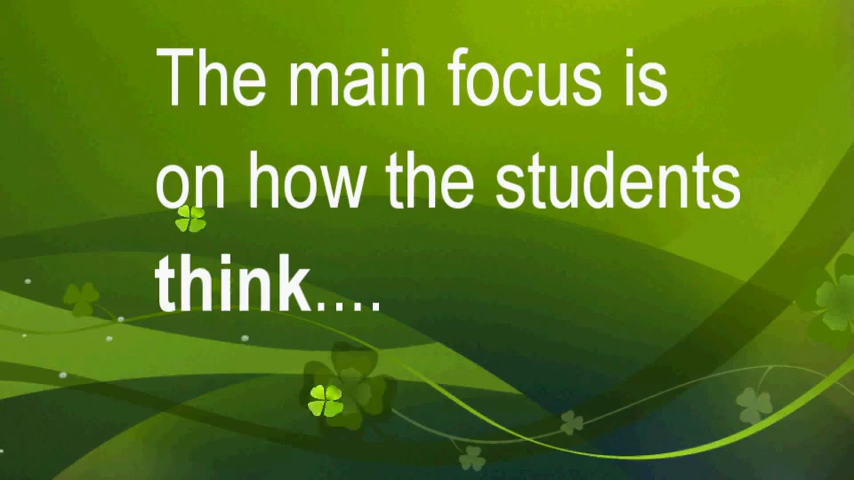 The main focus is
on how the students
think....